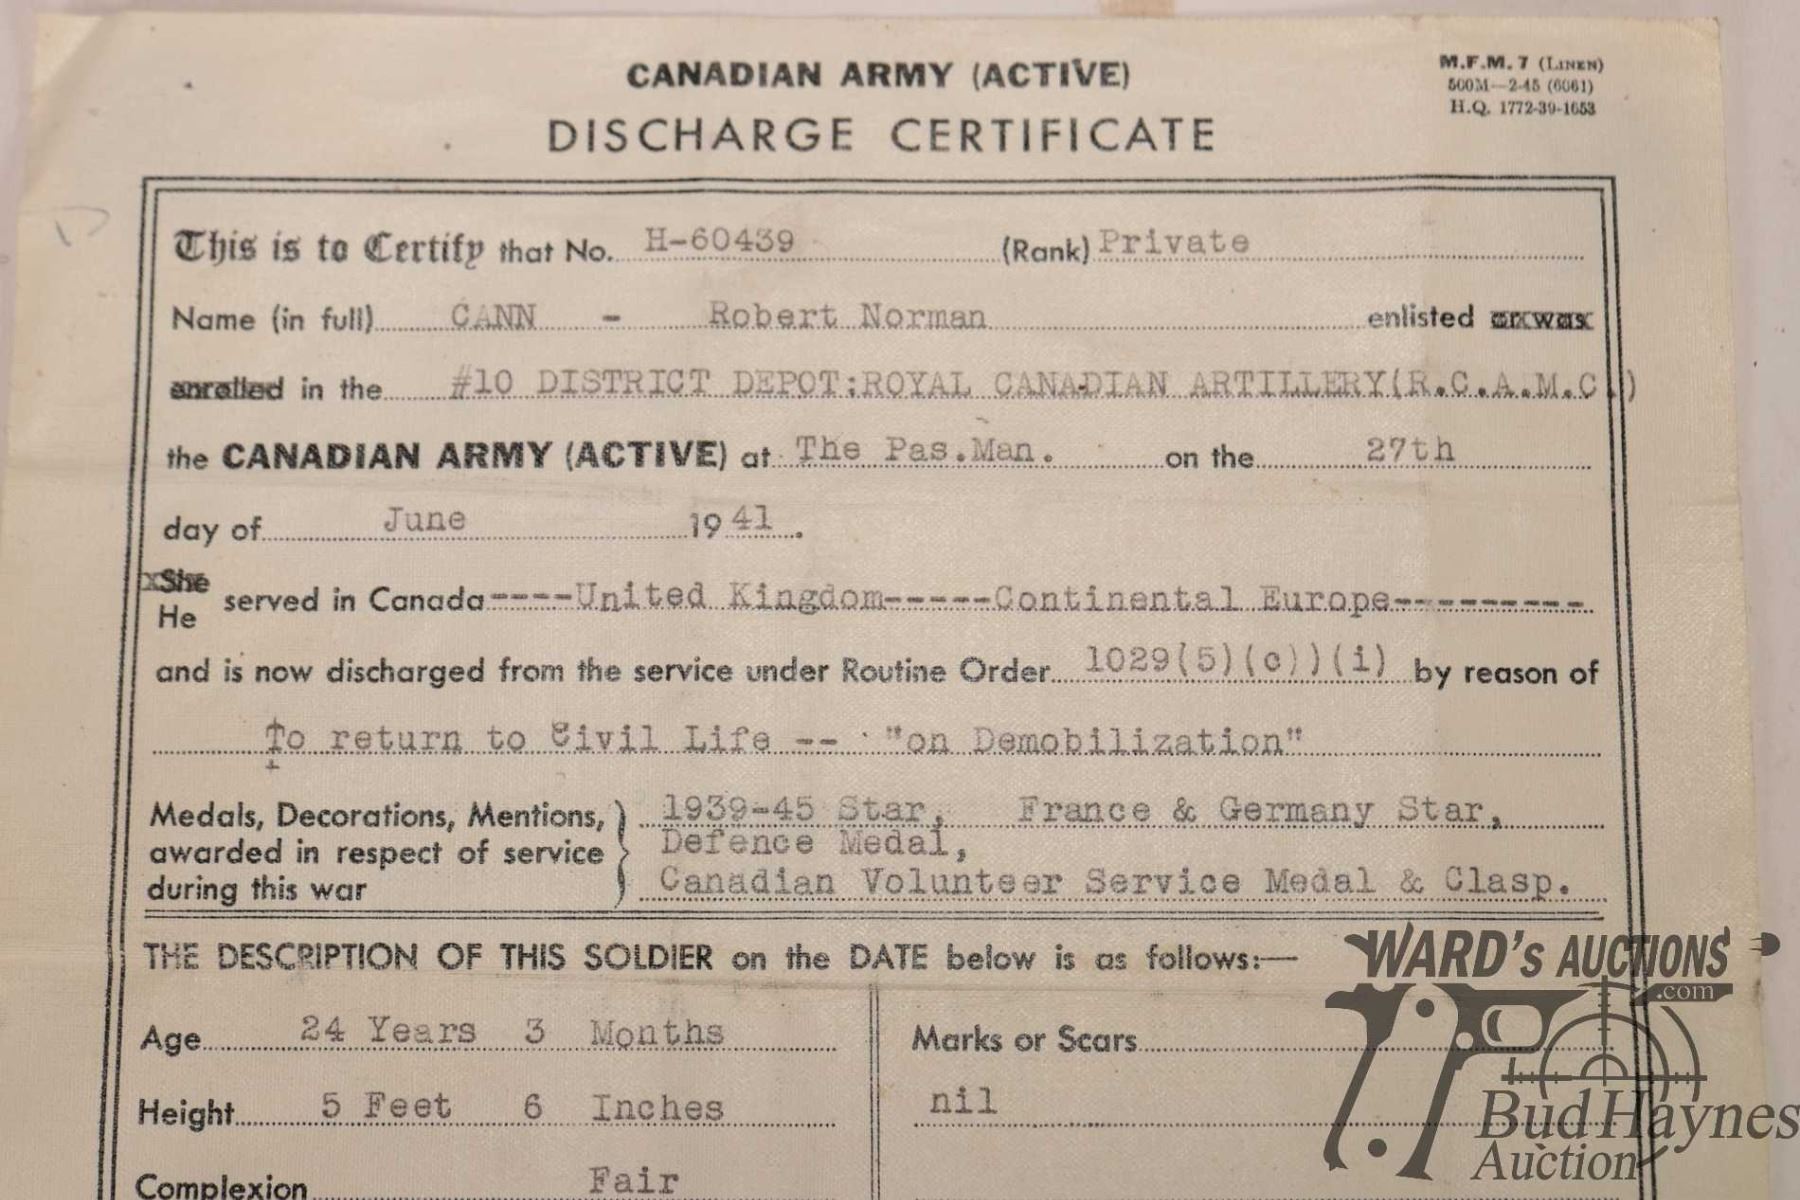 CANADIAN ARMY (ACTIVE)
M.F.M. 7 (LINEN)
500M—2-45 (6061)
H.Q. 1772-39-1653
DISCHARGE CERTIFICATE
This is to Certify that No. H-60439 (Rank) Private
Name (in full) CANN - Robert Norman enlisted or was
enrolled in the #10 DISTRICT DEPOT:ROYAL CANADIAN ARTILLERY(R.C.A.M.C.)
the CANADIAN ARMY (ACTIVE) at The Pas.Man. on the 27th
day of June 1941.
She
He served in Canada----United Kingdom-----Continental Europe---------
and is now discharged from the service under Routine Order 1029(5)(c))(i) by reason of
To return to Civil Life -- "on Demobilization"
Medals, Decorations, Mentions, awarded in respect of service during this war } 1939-45 Star, France & Germany Star,
Defence Medal,
Canadian Volunteer Service Medal & Clasp.
THE DESCRIPTION OF THIS SOLDIER on the DATE below is as follows:—
Age 24 Years 3 Months
Height 5 Feet 6 Inches
Complexion Fair
Marks or Scars
nil
WARD's AUCTIONS
.com
Bud Haynes
Auction